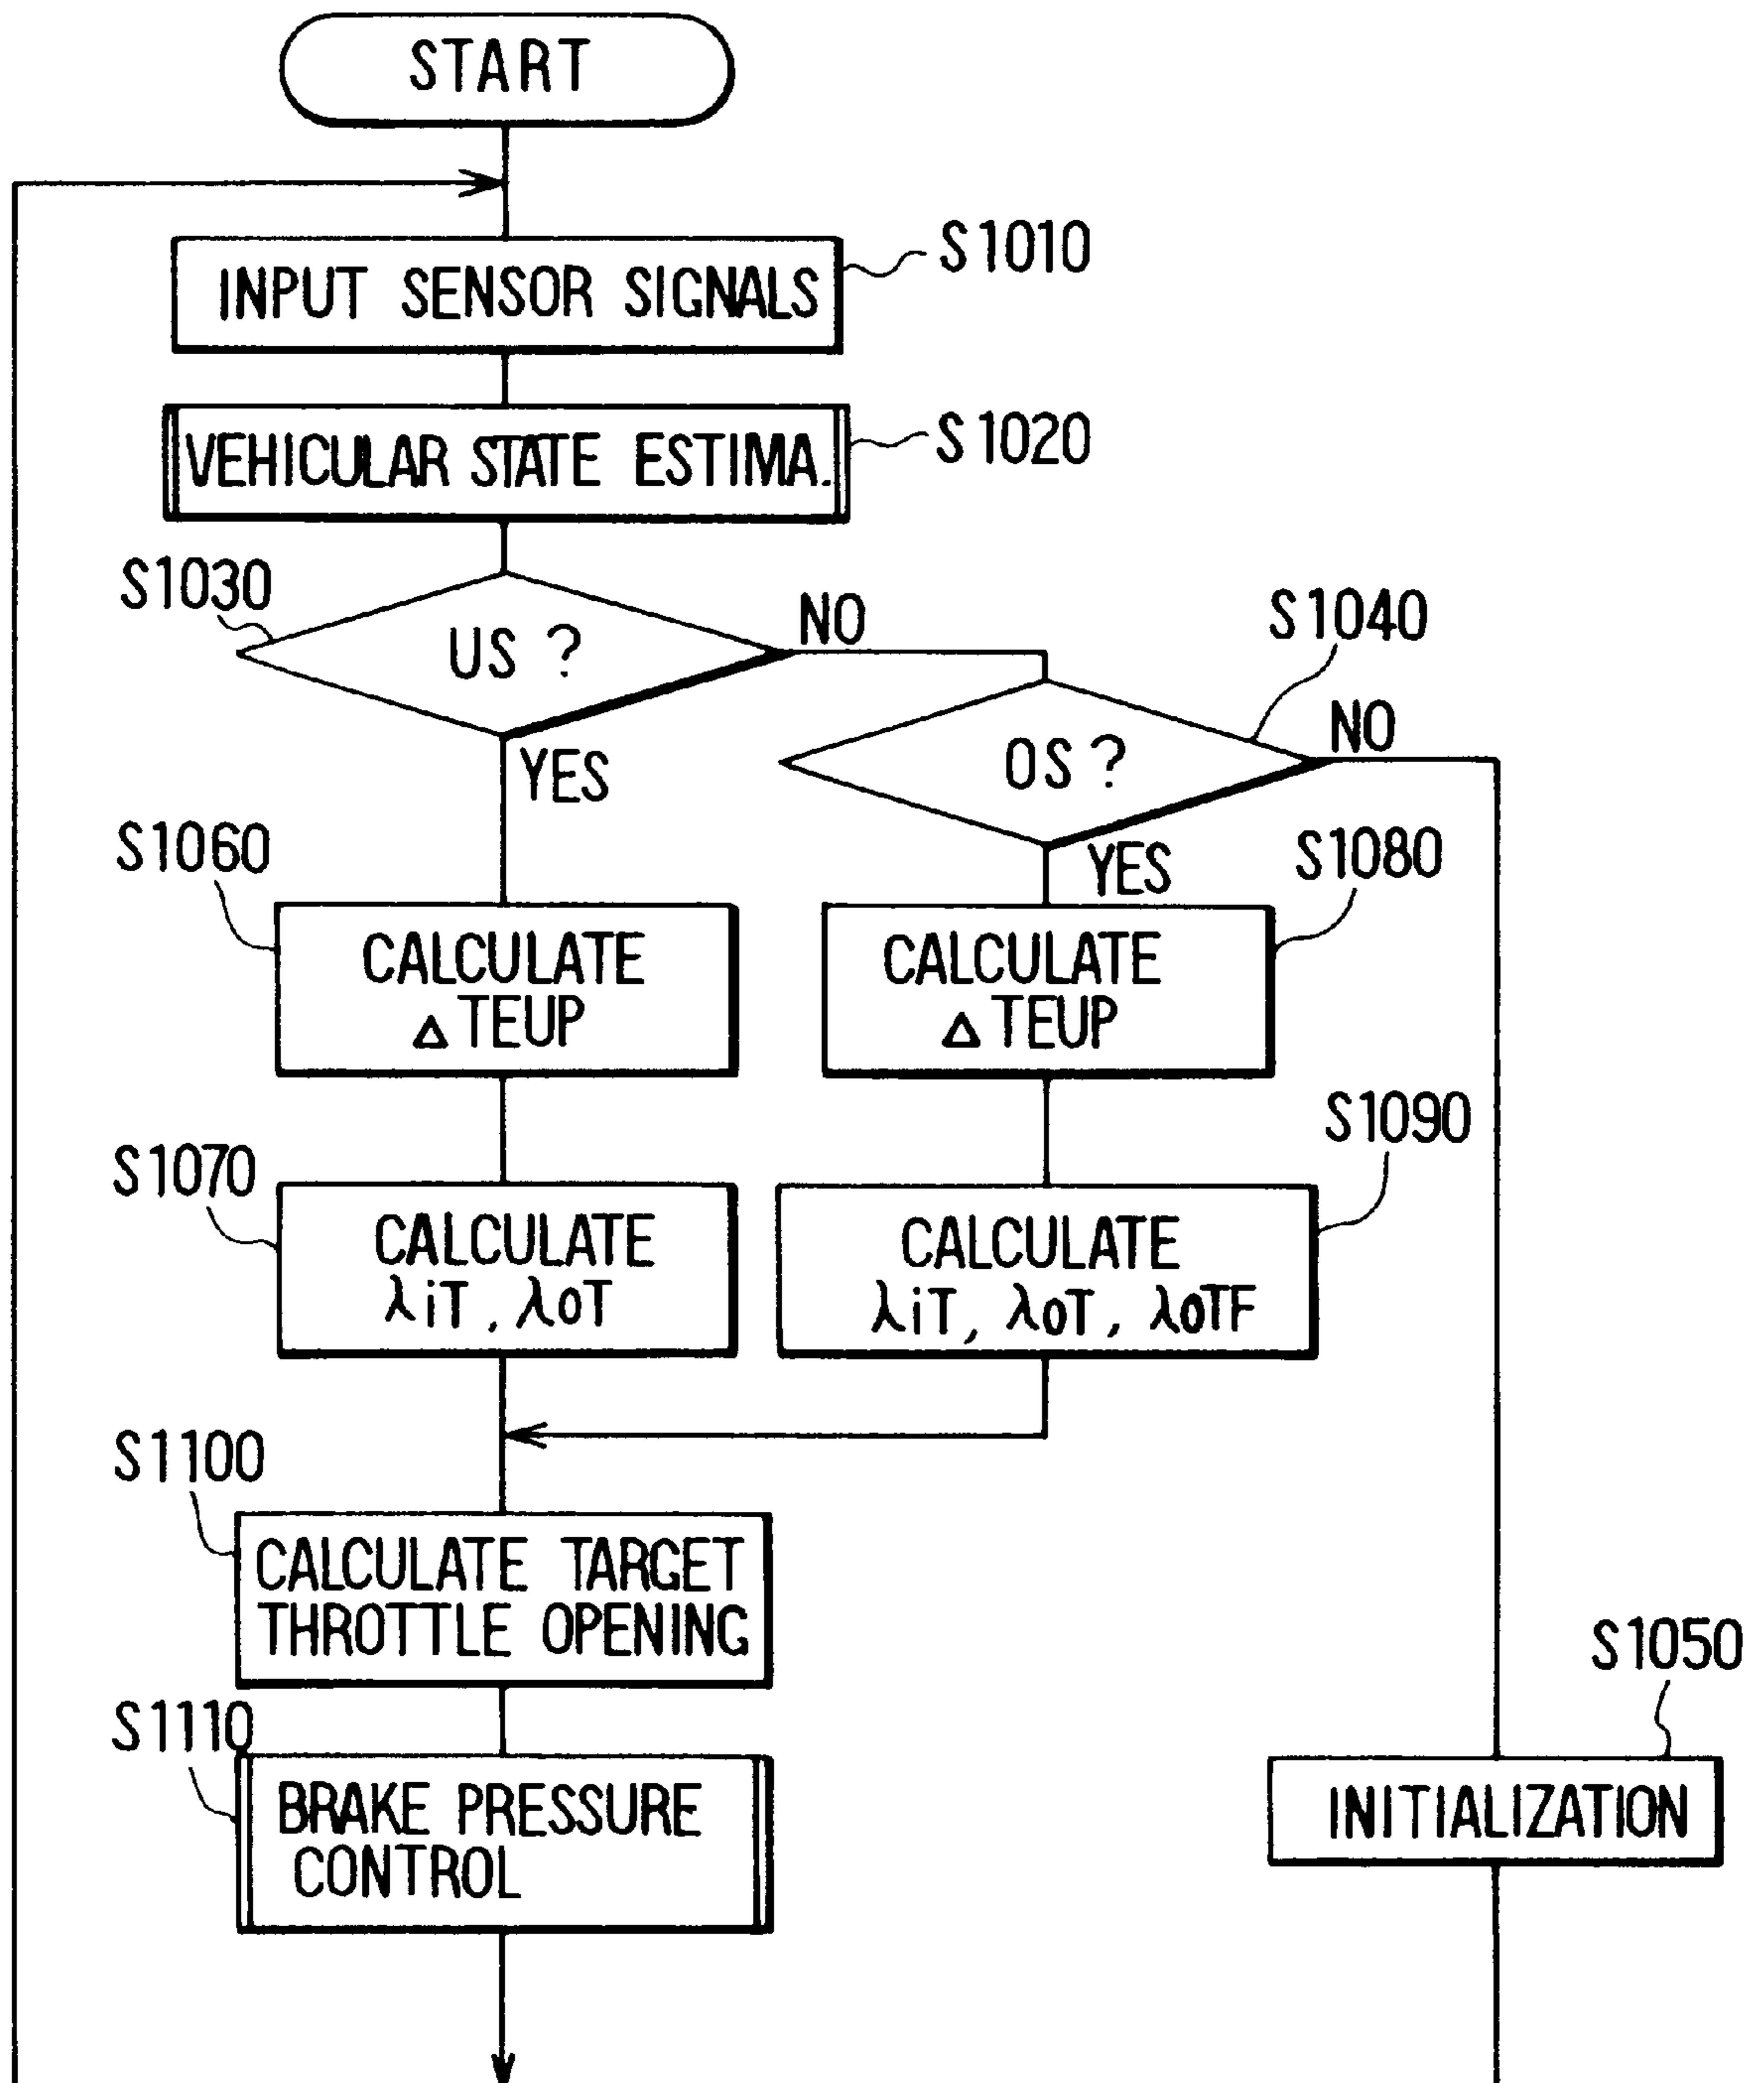 START
S1010
INPUT SENSOR SIGNALS
S1020
VEHICULAR STATE ESTIMA.
S1030
US ?
NO
YES
S1040
OS ?
NO
YES
S1060
CALCULATE
Δ TEUP
S1080
CALCULATE
Δ TEUP
S1070
CALCULATE
λiT, λoT
S1090
CALCULATE
λiT, λoT, λoTF
S1100
CALCULATE TARGET
THROTTLE OPENING
S1110
BRAKE PRESSURE
CONTROL
S1050
INITIALIZATION